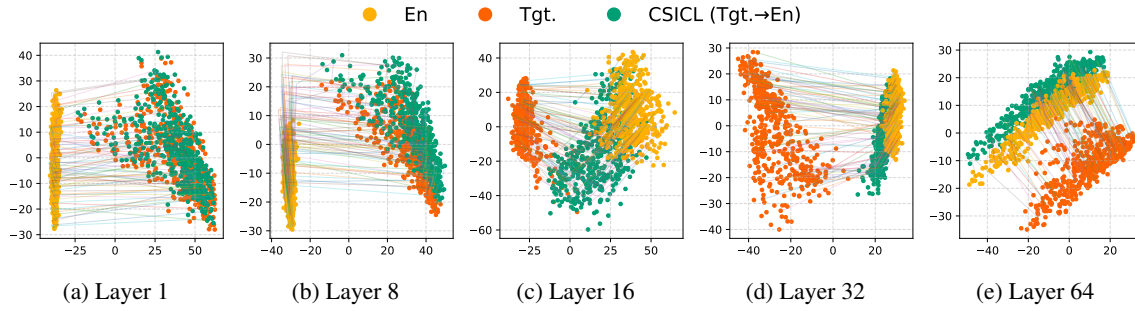 En Tgt. CSICL (Tgt.→En)
40 30 20 10 0 −10 −20 −30
−25 0 25 50
30 20 10 0 −10 −20 −30
−40 −20 0 20 40
40 20 0 −20 −40 −60
−25 0 25 50
30 20 10 0 −10 −20 −30 −40
−40 −20 0 20
30 20 10 0 −10 −20 −30
−50 −40 −20 0 20
(a) Layer 1 (b) Layer 8 (c) Layer 16 (d) Layer 32 (e) Layer 64